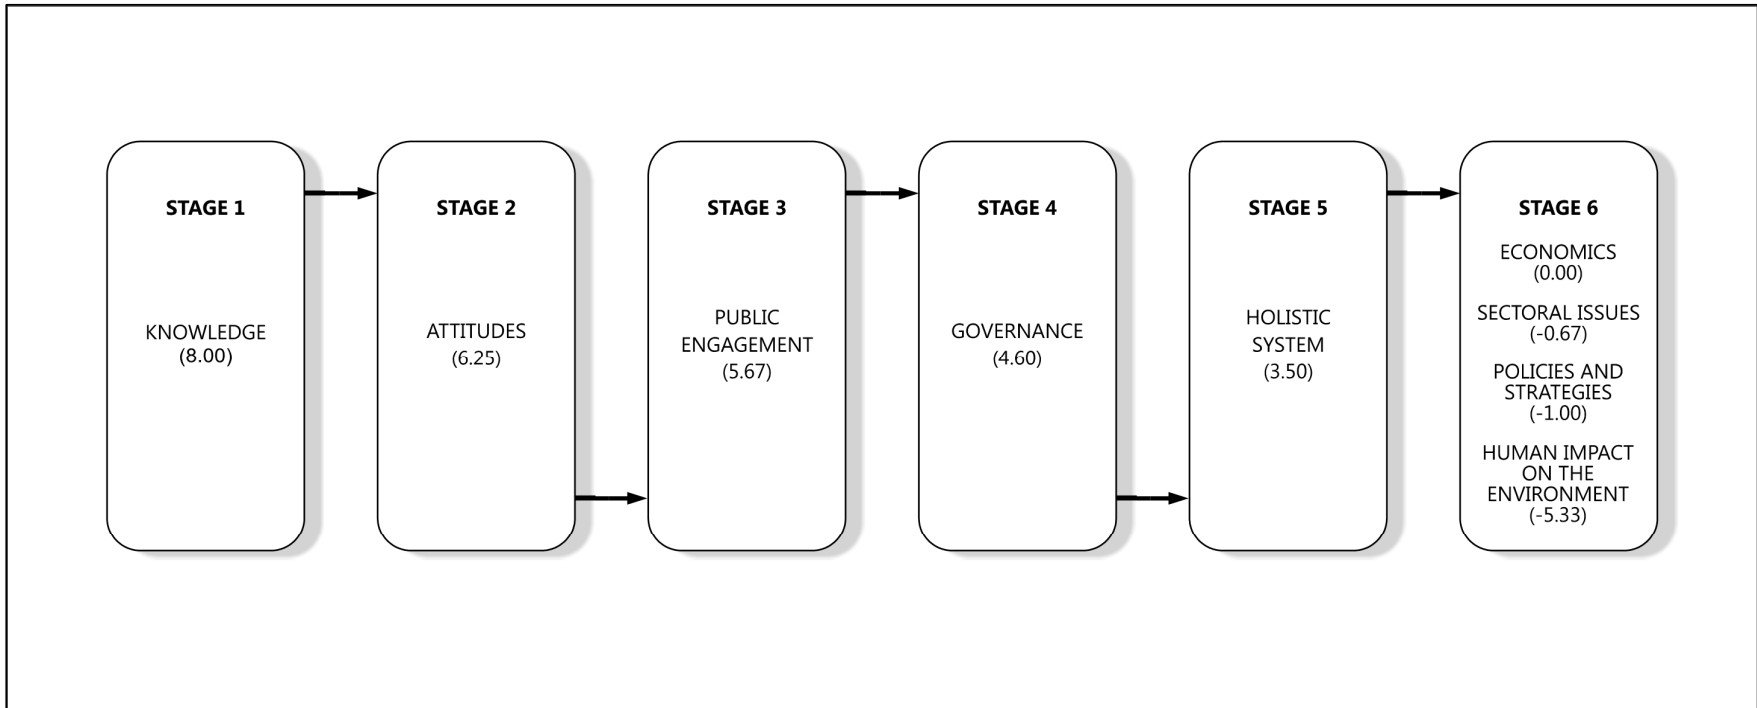 STAGE 1
KNOWLEDGE
(8.00)
STAGE 2
ATTITUDES
(6.25)
STAGE 3
PUBLIC
ENGAGEMENT
(5.67)
STAGE 4
GOVERNANCE
(4.60)
STAGE 5
HOLISTIC
SYSTEM
(3.50)
STAGE 6
ECONOMICS
(0.00)
SECTORAL ISSUES
(-0.67)
POLICIES AND
STRATEGIES
(-1.00)
HUMAN IMPACT
ON THE
ENVIRONMENT
(-5.33)